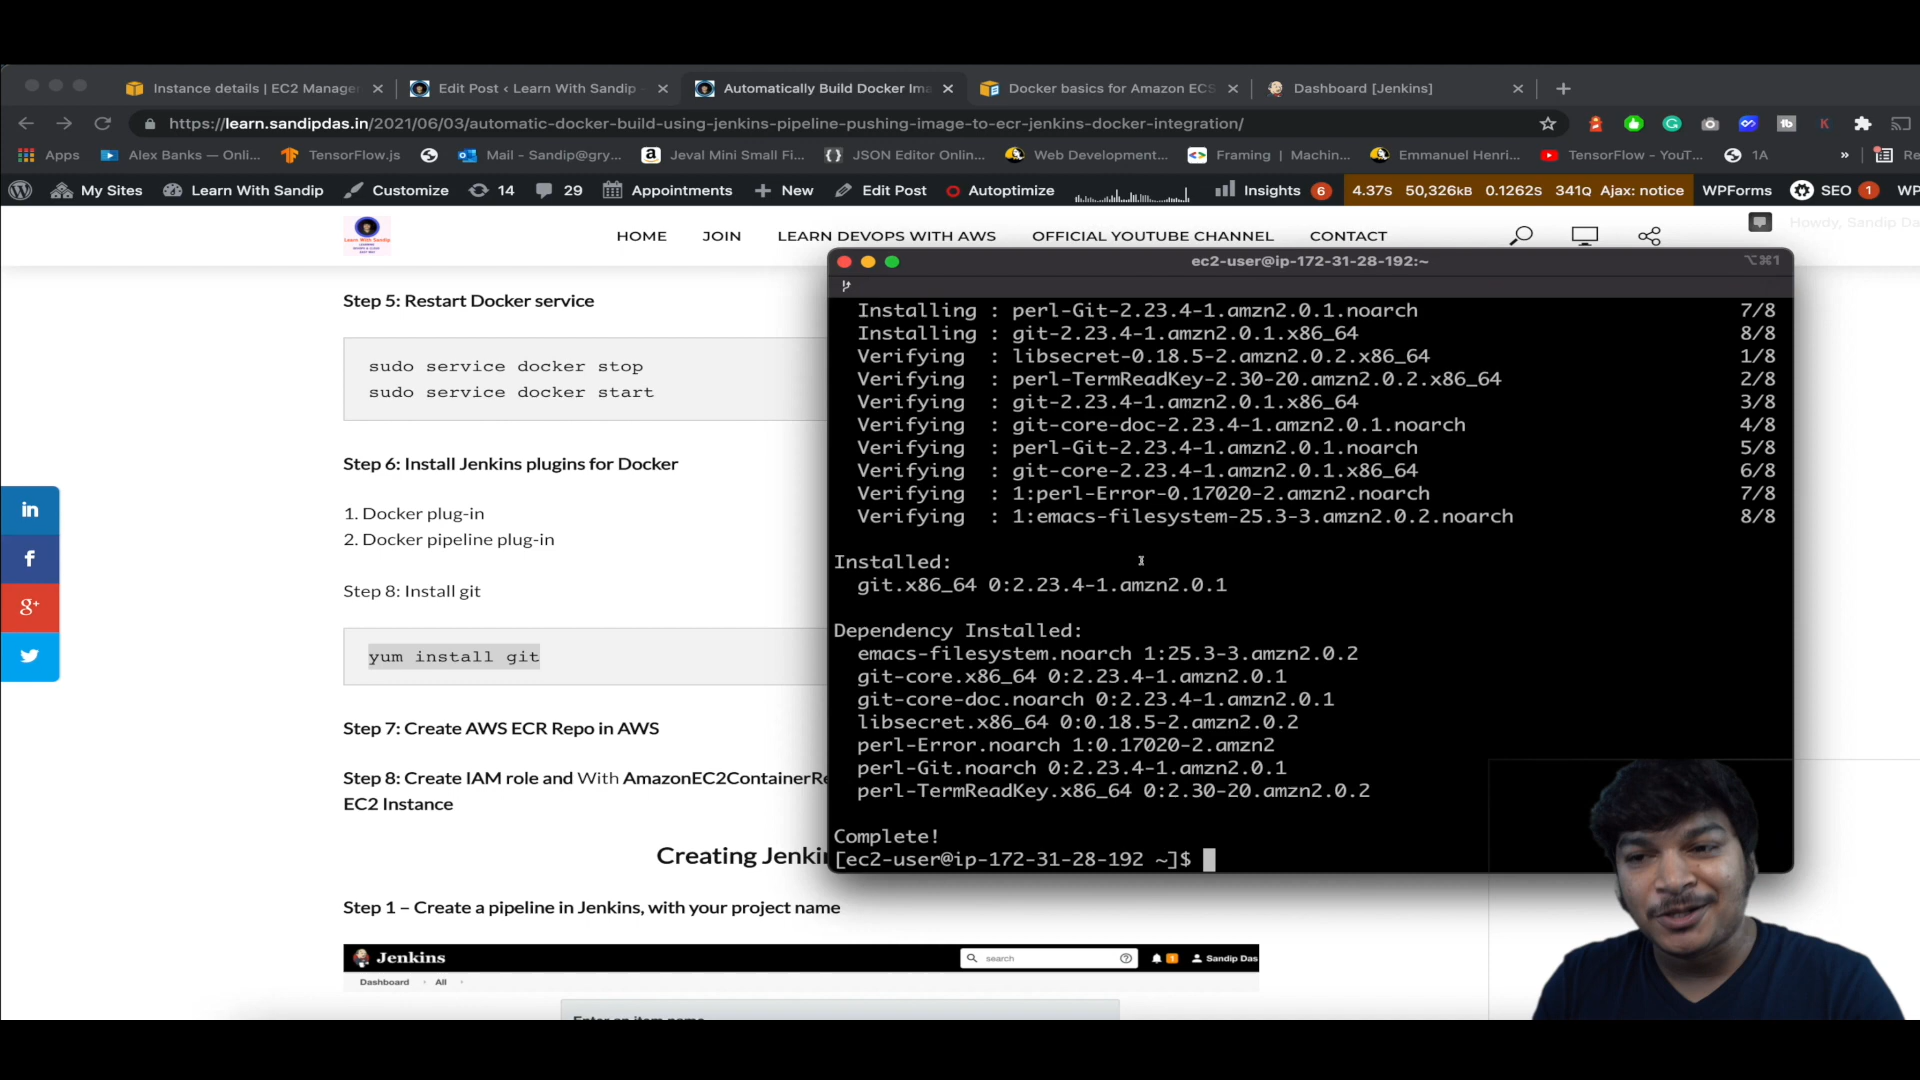 Instance details | EC2 Manage
Edit Post ‹ Learn With Sandip
Automatically Build Docker Ima
Docker basics for Amazon ECS
Dashboard [Jenkins]
https://learn.sandipdas.in/2021/06/03/automatic-docker-build-using-jenkins-pipeline-pushing-image-to-ecr-jenkins-docker-integration/
Apps
Alex Banks — Onli...
TensorFlow.js
Mail - Sandip@gry...
Jeval Mini Small Fi...
JSON Editor Onlin...
Web Development...
Framing | Machin...
Emmanuel Henri...
TensorFlow - YouT...
1A
»
Re
My Sites
Learn With Sandip
Customize
14
29
Appointments
New
Edit Post
Autoptimize
Insights 6
4.37s 50,326kB 0.1262s 341Q Ajax: notice
WPForms
SEO 1
WP
Howdy, Sandip Da
HOME
JOIN
LEARN DEVOPS WITH AWS
OFFICIAL YOUTUBE CHANNEL
CONTACT
Step 5: Restart Docker service
sudo service docker stop
sudo service docker start
Step 6: Install Jenkins plugins for Docker
1. Docker plug-in
2. Docker pipeline plug-in
Step 8: Install git
yum install git
Step 7: Create AWS ECR Repo in AWS
Step 8: Create IAM role and With AmazonEC2ContainerRe
EC2 Instance
Creating Jenki
Step 1 – Create a pipeline in Jenkins, with your project name
Jenkins
search
1
Sandip Das
Dashboard
All
in
f
g+
ec2-user@ip-172-31-28-192:~
⌥⌘1
Installing : perl-Git-2.23.4-1.amzn2.0.1.noarch 7/8
Installing : git-2.23.4-1.amzn2.0.1.x86_64 8/8
Verifying : libsecret-0.18.5-2.amzn2.0.2.x86_64 1/8
Verifying : perl-TermReadKey-2.30-20.amzn2.0.2.x86_64 2/8
Verifying : git-2.23.4-1.amzn2.0.1.x86_64 3/8
Verifying : git-core-doc-2.23.4-1.amzn2.0.1.noarch 4/8
Verifying : perl-Git-2.23.4-1.amzn2.0.1.noarch 5/8
Verifying : git-core-2.23.4-1.amzn2.0.1.x86_64 6/8
Verifying : 1:perl-Error-0.17020-2.amzn2.noarch 7/8
Verifying : 1:emacs-filesystem-25.3-3.amzn2.0.2.noarch 8/8
Installed:
git.x86_64 0:2.23.4-1.amzn2.0.1
Dependency Installed:
emacs-filesystem.noarch 1:25.3-3.amzn2.0.2
git-core.x86_64 0:2.23.4-1.amzn2.0.1
git-core-doc.noarch 0:2.23.4-1.amzn2.0.1
libsecret.x86_64 0:0.18.5-2.amzn2.0.2
perl-Error.noarch 1:0.17020-2.amzn2
perl-Git.noarch 0:2.23.4-1.amzn2.0.1
perl-TermReadKey.x86_64 0:2.30-20.amzn2.0.2
Complete!
[ec2-user@ip-172-31-28-192 ~]$